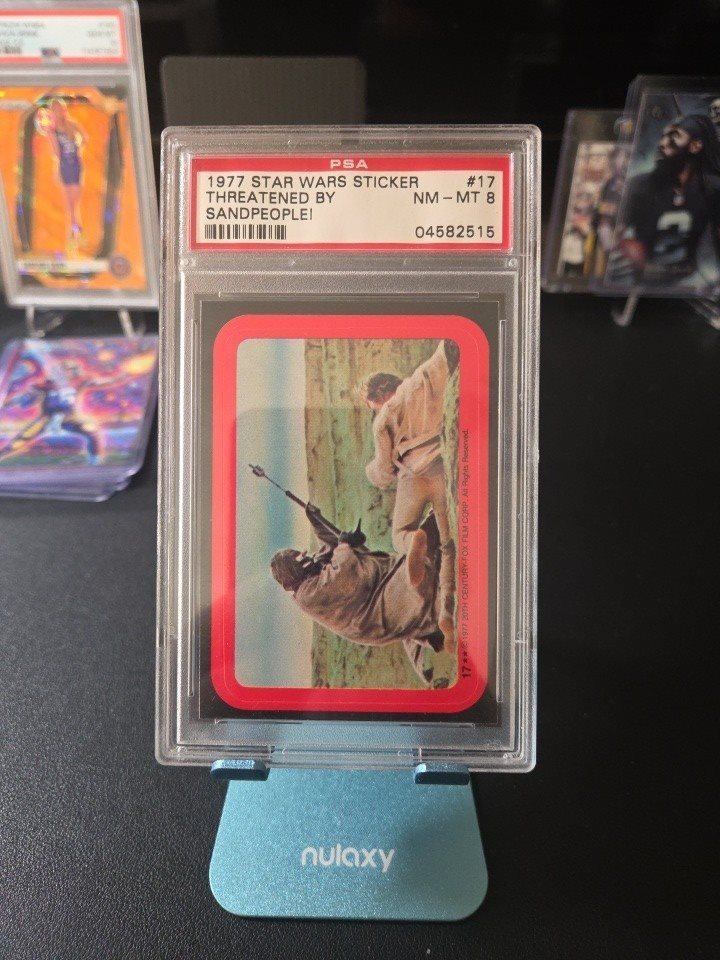 PSA
1977 STAR WARS STICKER #17
THREATENED BY NM - MT 8
SANDPEOPLE!
04582515
17 ★★ © 1977 20TH CENTURY-FOX FILM CORP. All Rights Reserved.
nulaxy